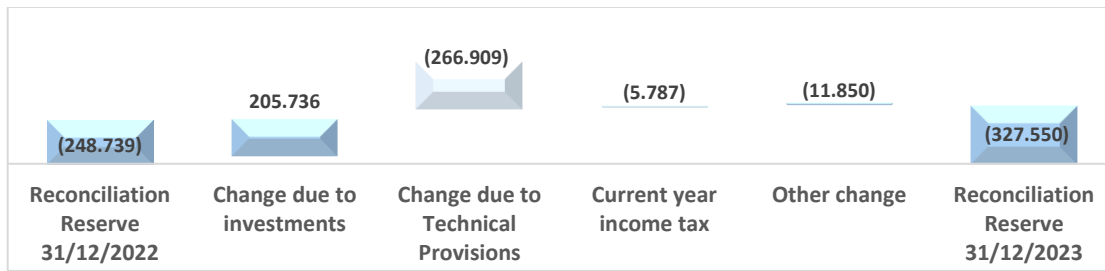 (266.909)
205.736
(5.787)
(11.850)
(248.739)
(327.550)
Reconciliation
Reserve
31/12/2022
Change due to
investments
Change due to
Technical
Provisions
Current year
income tax
Other change
Reconciliation
Reserve
31/12/2023